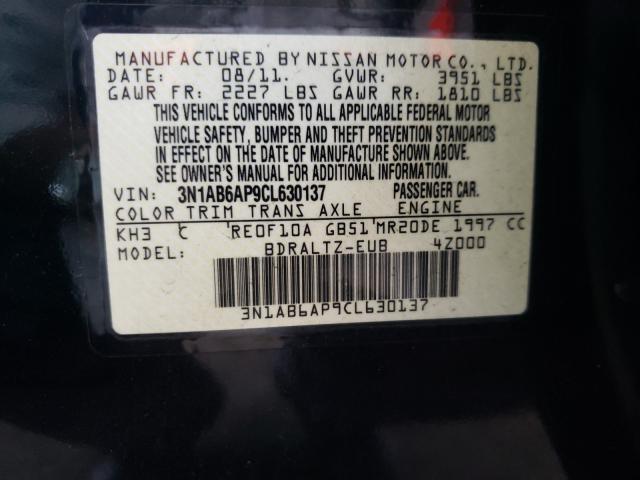 MANUFACTURED BY NISSAN MOTOR CO., LTD.
DATE: 08/11. GVWR: 3951 LBS
GAWR FR: 2227 LBS GAWR RR: 1810 LBS
THIS VEHICLE CONFORMS TO ALL APPLICABLE FEDERAL MOTOR
VEHICLE SAFETY, BUMPER AND THEFT PREVENTION STANDARDS
IN EFFECT ON THE DATE OF MANUFACTURE SHOWN ABOVE.
SEE OWNER'S MANUAL FOR ADDITIONAL INFORMATION.
VIN: 3N1AB6AP9CL630137 PASSENGER CAR.
COLOR TRIM TRANS AXLE ENGINE
KH3 C RE0F10A GB51 MR20DE 1997 CC
MODEL: BDRALTZ-EUB 4Z000
3N1AB6AP9CL630137